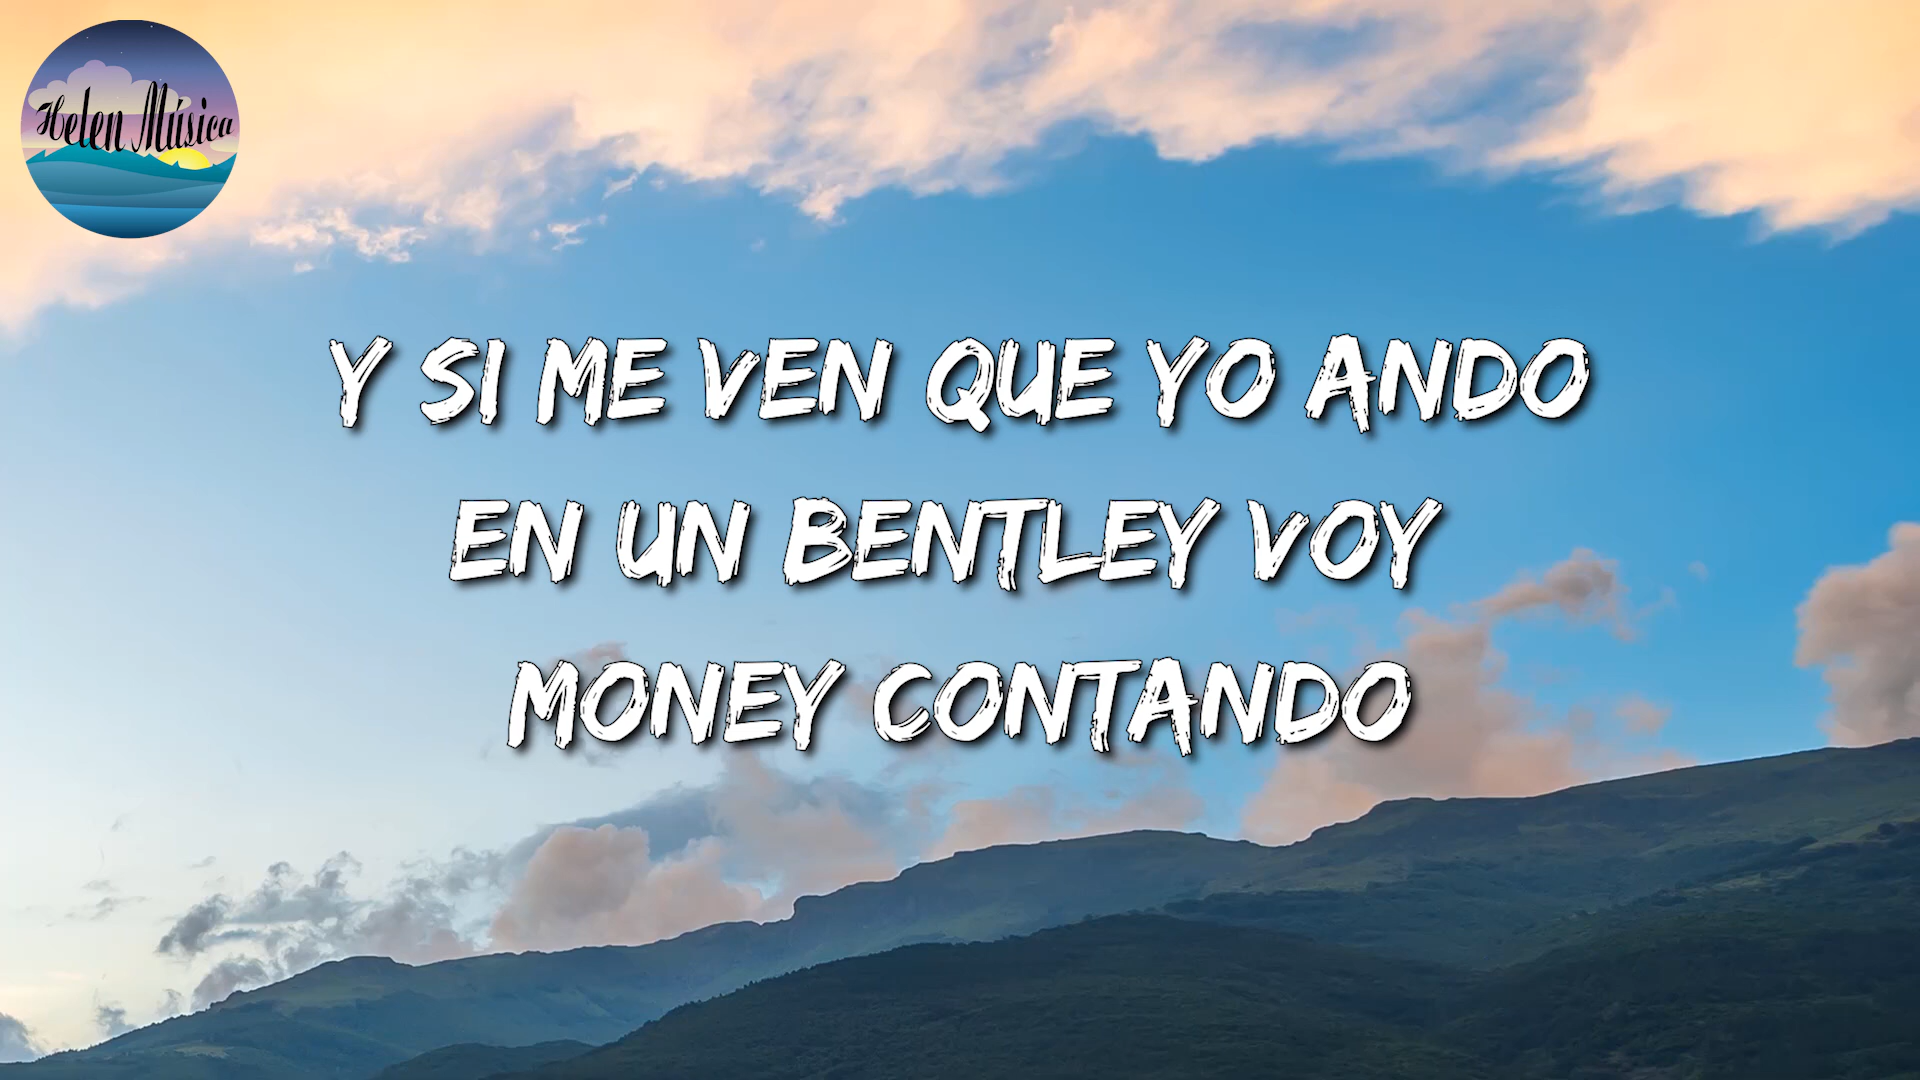 Helen Música
Y SI ME VEN QUE YO ANDO
EN UN BENTLEY VOY
MONEY CONTANDO